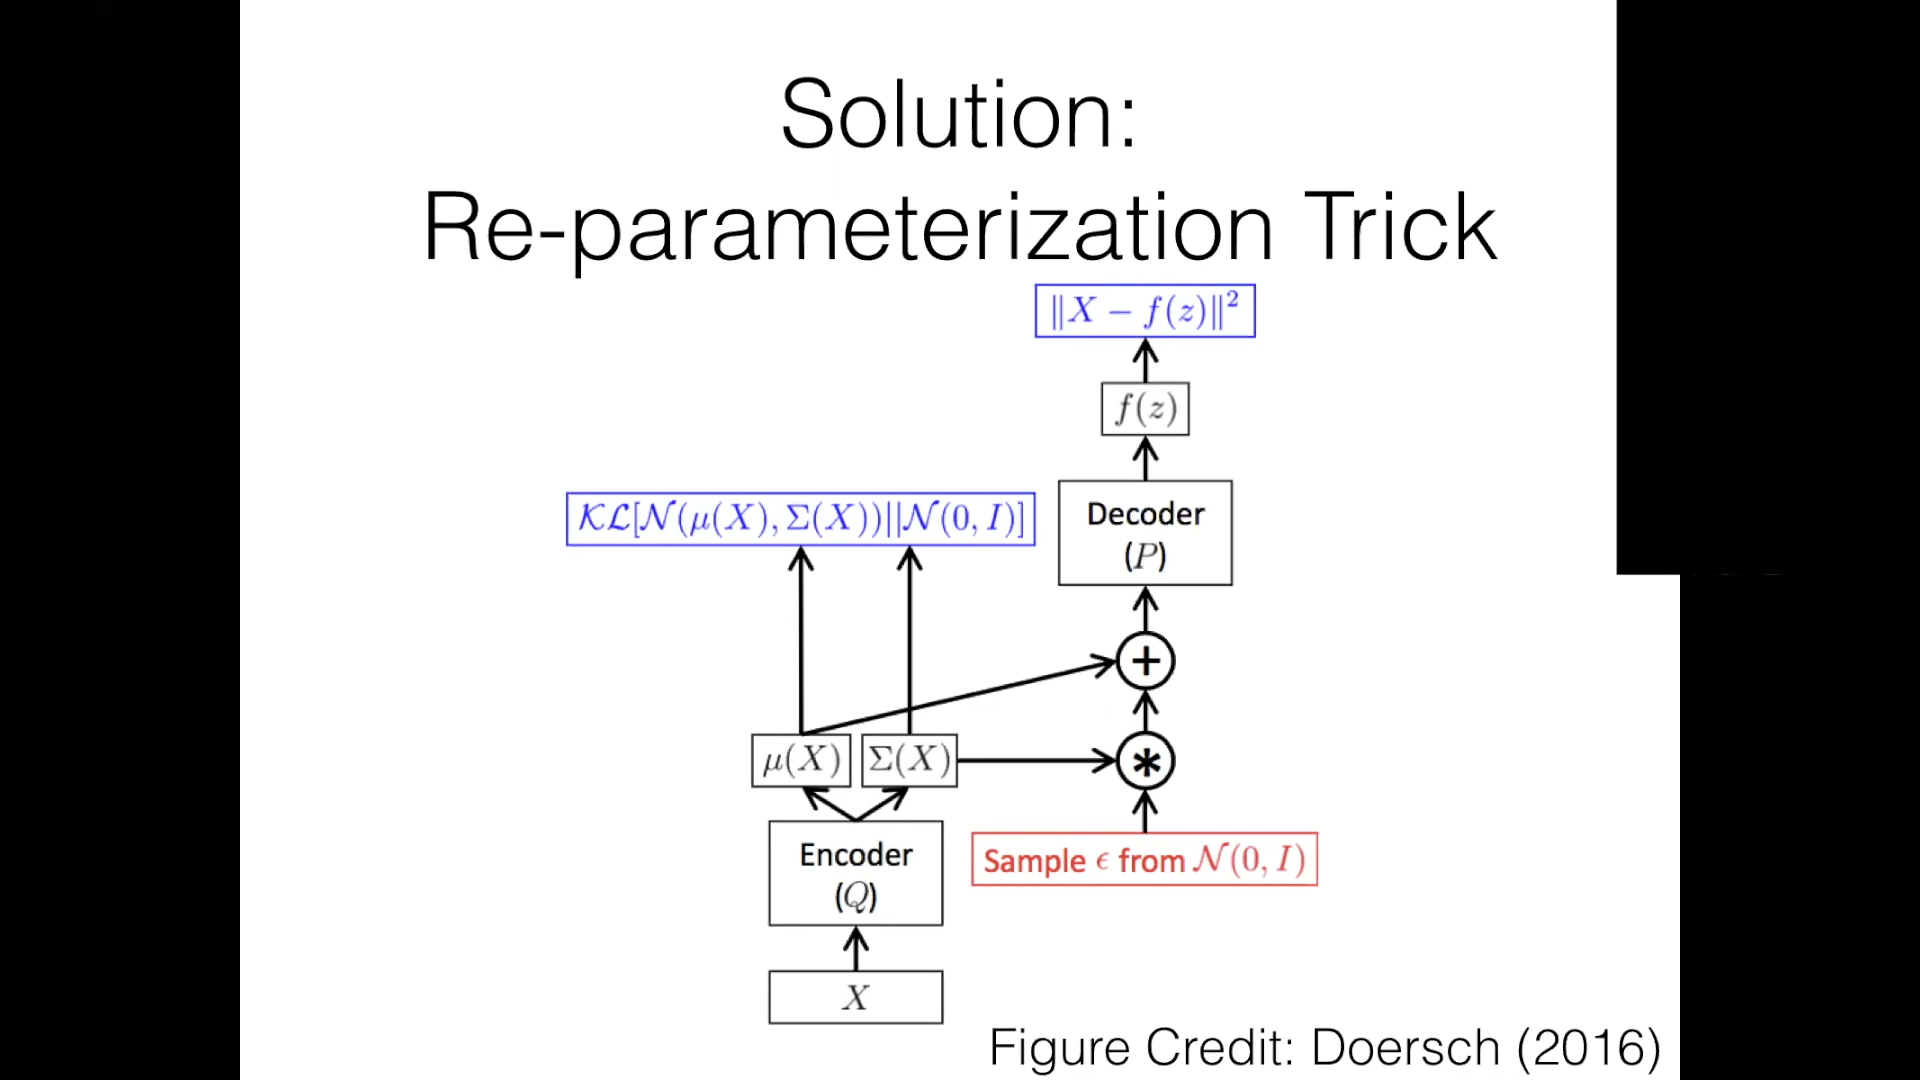 Solution:
Re-parameterization Trick
‖X − f(z)‖²
f(z)
𝒦ℒ[𝒩(μ(X), Σ(X))||𝒩(0, I)]
Decoder
(P)
+
μ(X)
Σ(X)
*
Encoder
(Q)
Sample ϵ from 𝒩(0, I)
X
Figure Credit: Doersch (2016)